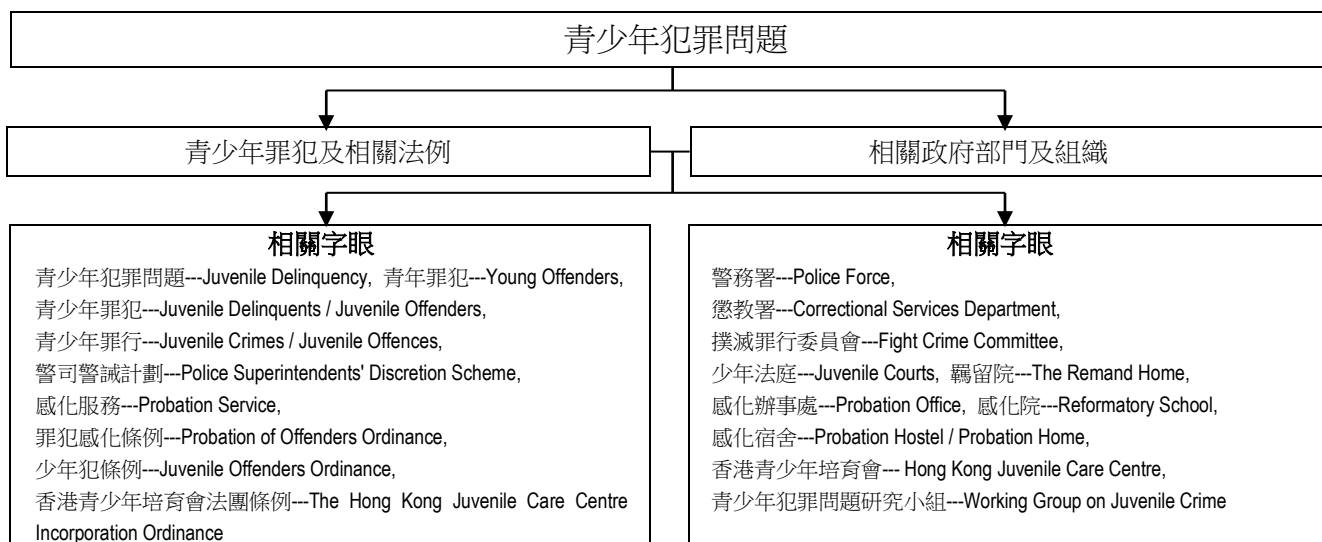 青少年犯罪問題
青少年罪犯及相關法例
相關政府部門及組織
相關字眼
青少年犯罪問題---Juvenile Delinquency, 青年罪犯---Young Offenders,
青少年罪犯---Juvenile Delinquents / Juvenile Offenders,
青少年罪行---Juvenile Crimes / Juvenile Offences,
警司警誡計劃---Police Superintendents' Discretion Scheme,
感化服務---Probation Service,
罪犯感化條例---Probation of Offenders Ordinance,
少年犯條例---Juvenile Offenders Ordinance,
香港青少年培育會法團條例---The Hong Kong Juvenile Care Centre
Incorporation Ordinance
相關字眼
警務署---Police Force,
懲教署---Correctional Services Department,
撲滅罪行委員會---Fight Crime Committee,
少年法庭---Juvenile Courts, 羈留院---The Remand Home,
感化辦事處---Probation Office, 感化院---Reformatory School,
感化宿舍---Probation Hostel / Probation Home,
香港青少年培育會--- Hong Kong Juvenile Care Centre,
青少年犯罪問題研究小組---Working Group on Juvenile Crime